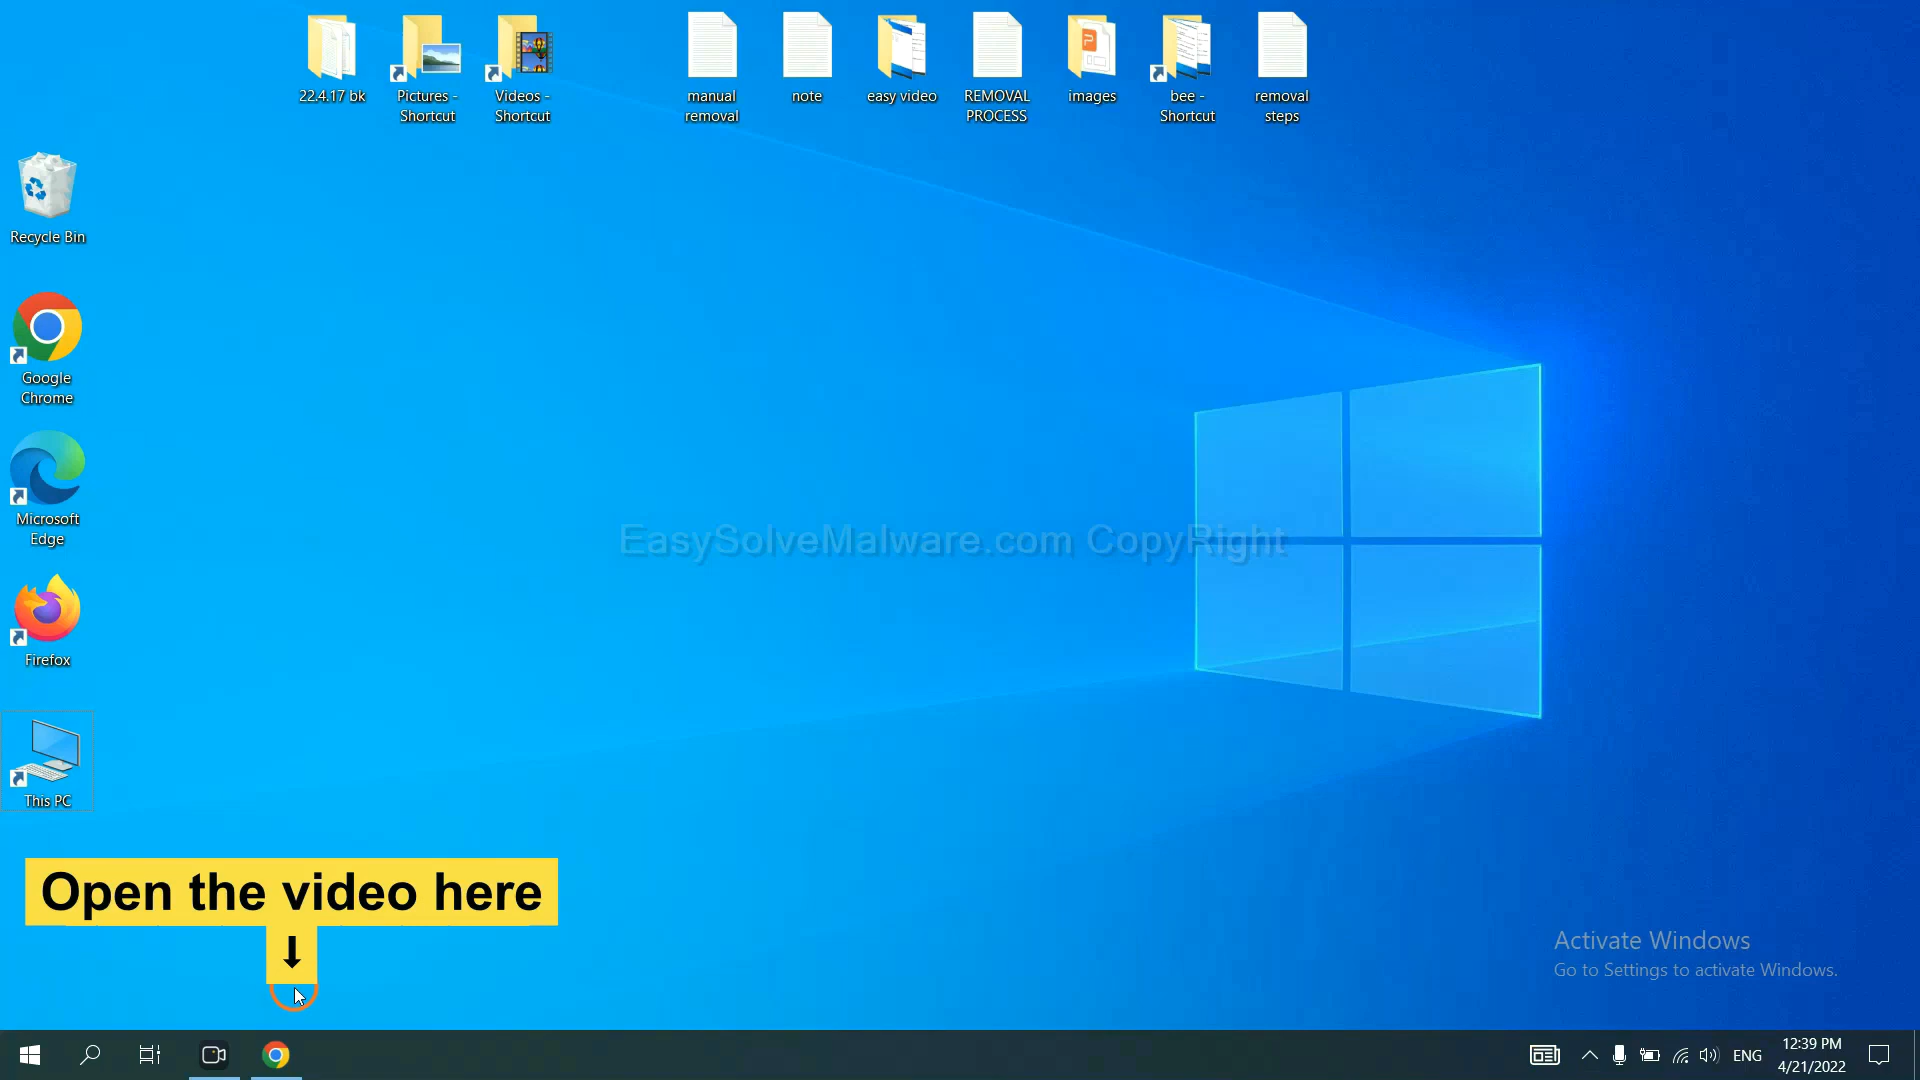 22.4.17 bk
Pictures -
Shortcut
Videos -
Shortcut
manual
removal
note
easy video
REMOVAL
PROCESS
images
bee -
Shortcut
removal
steps
Recycle Bin
Google
Chrome
Microsoft
Edge
Firefox
This PC
EasySolveMalware.com CopyRight
Open the video here
Activate Windows
Go to Settings to activate Windows.
ENG
12:39 PM
4/21/2022